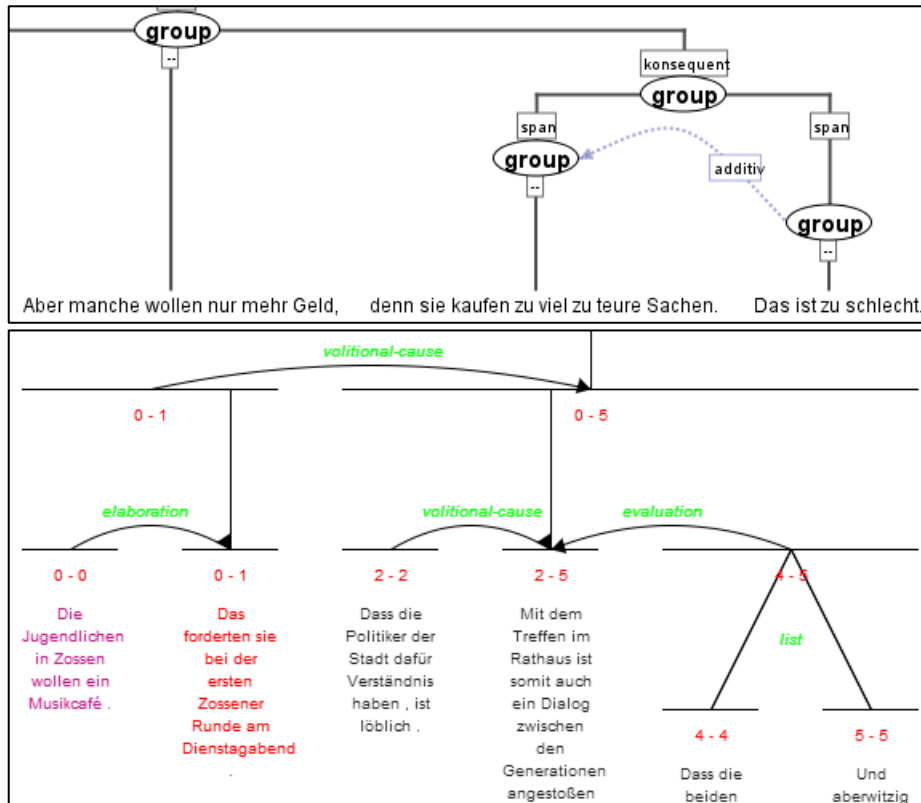 group
--
konsequent
group
span
span
group
--
additiv
group
--
Aber manche wollen nur mehr Geld, denn sie kaufen zu viel zu teure Sachen. Das ist zu schlecht.
volitional-cause
0 - 1
0 - 5
elaboration
volitional-cause
evaluation
0 - 0
0 - 1
2 - 2
2 - 5
4 - 5
Die
Jugendlichen
in Zossen
wollen ein
Musikcafé .
Das
forderten sie
bei der
ersten
Zossener
Runde am
Dienstagabend
.
Dass die
Politiker der
Stadt dafür
Verständnis
haben , ist
löblich .
Mit dem
Treffen im
Rathaus ist
somit auch
ein Dialog
zwischen
den
Generationen
angestoßen
list
4 - 4
5 - 5
Dass die
beiden
Und
aberwitzig